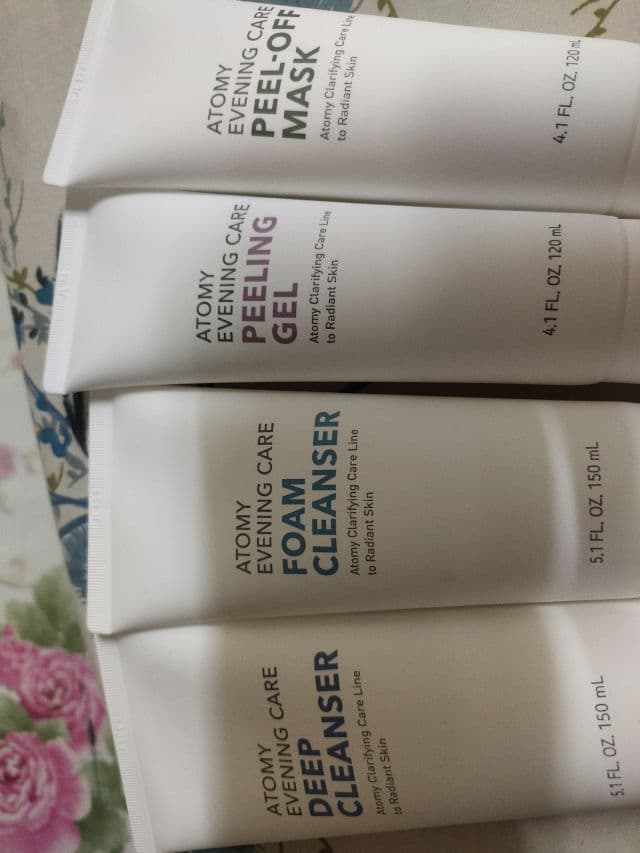 ATOMY
EVENING CARE
PEEL-OFF
MASK
Atomy Clarifying Care Line
to Radiant Skin
4.1 FL. OZ. 120 mL
ATOMY
EVENING CARE
PEELING
GEL
Atomy Clarifying Care Line
to Radiant Skin
4.1 FL. OZ. 120 mL
ATOMY
EVENING CARE
FOAM
CLEANSER
Atomy Clarifying Care Line
to Radiant Skin
5.1 FL. OZ. 150 mL
ATOMY
EVENING CARE
DEEP
CLEANSER
Atomy Clarifying Care Line
to Radiant Skin
5.1 FL. OZ. 150 mL